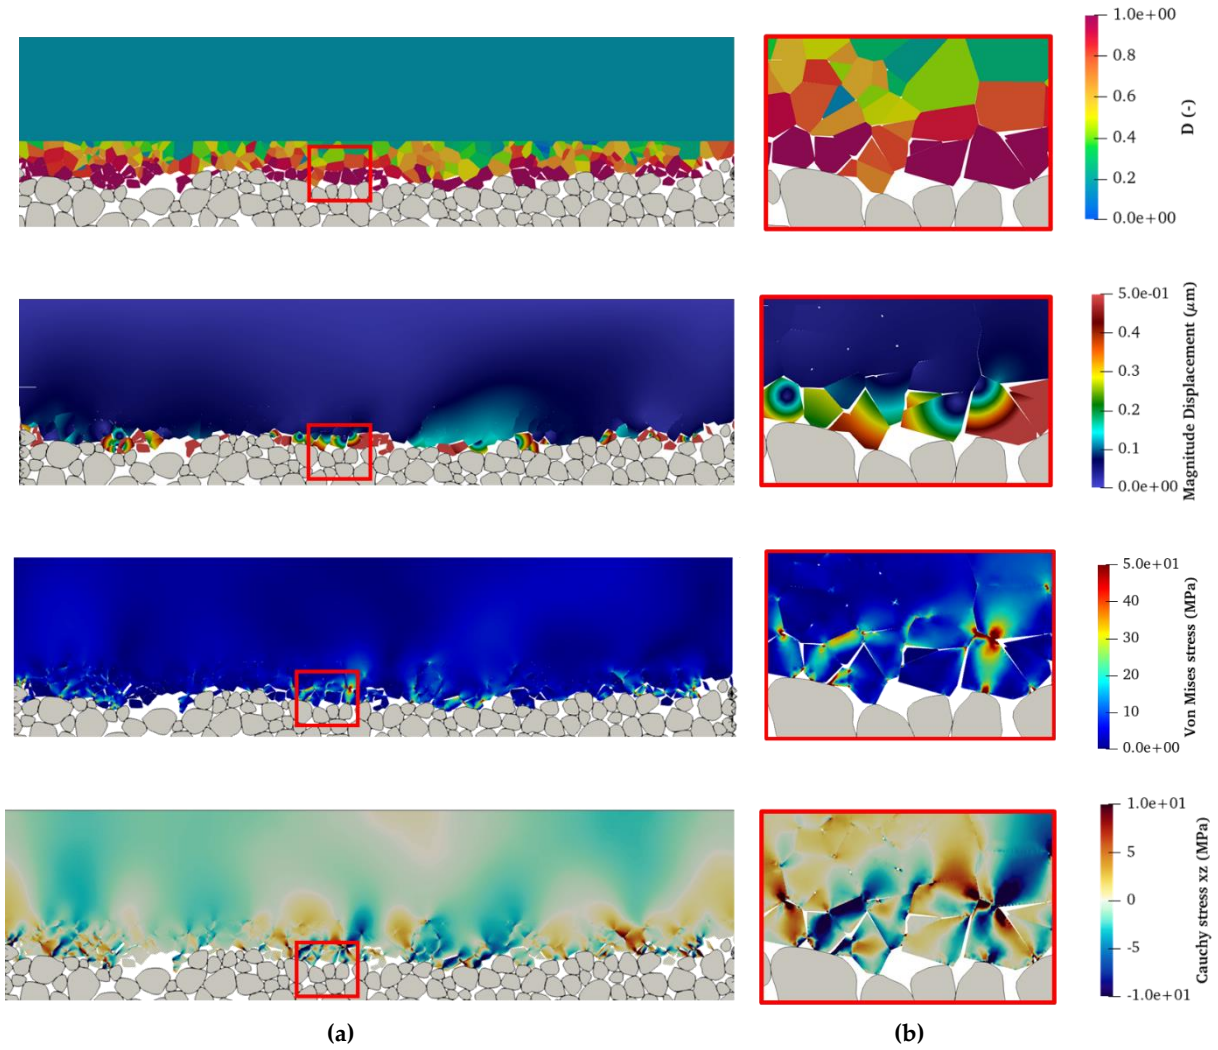 1.0e+00
0.8
0.6
0.4
0.2
0.0e+00
D (-)
5.0e-01
0.4
0.3
0.2
0.1
0.0e+00
Magnitude Displacement (μm)
5.0e+01
40
30
20
10
0.0e+00
Von Mises stress (MPa)
1.0e+01
5
0
-5
-1.0e+01
Cauchy stress xz (MPa)
(a)
(b)